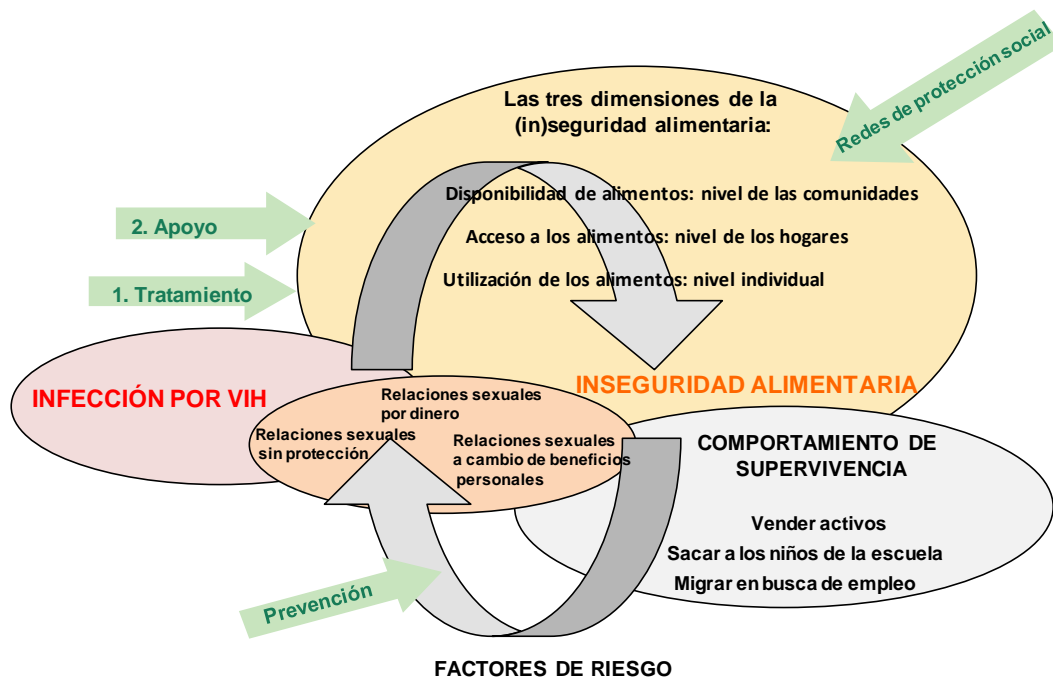 Las tres dimensiones de la
(in)seguridad alimentaria:
Redes de protección social
Disponibilidad de alimentos: nivel de las comunidades
2. Apoyo
Acceso a los alimentos: nivel de los hogares
Utilización de los alimentos: nivel individual
1. Tratamiento
INFECCIÓN POR VIH
INSEGURIDAD ALIMENTARIA
Relaciones sexuales
por dinero
Relaciones sexuales
sin protección
Relaciones sexuales
a cambio de beneficios
personales
COMPORTAMIENTO DE
SUPERVIVENCIA
Vender activos
Sacar a los niños de la escuela
Migrar en busca de empleo
Prevención
FACTORES DE RIESGO